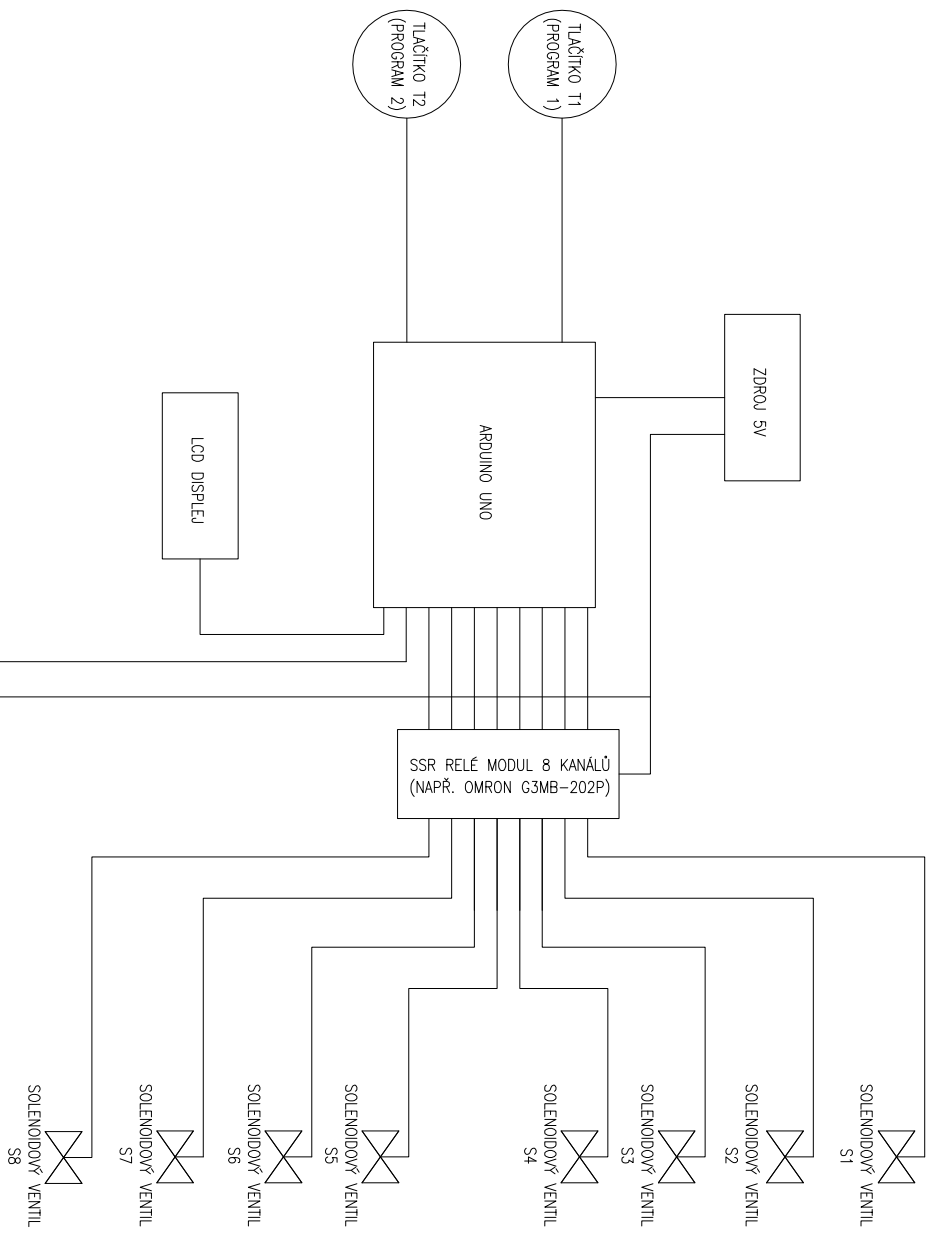 TLAČÍTKO T1
(PROGRAM 1)
TLAČÍTKO T2
(PROGRAM 2)
ZDROJ 5V
ARDUINO UNO
LCD DISPLEJ
SSR RELÉ MODUL 8 KANÁLŮ
(NAPŘ. OMRON G3MB-202P)
SOLENOIDOVÝ VENTIL
S1
SOLENOIDOVÝ VENTIL
S2
SOLENOIDOVÝ VENTIL
S3
SOLENOIDOVÝ VENTIL
S4
SOLENOIDOVÝ VENTIL
S5
SOLENOIDOVÝ VENTIL
S6
SOLENOIDOVÝ VENTIL
S7
SOLENOIDOVÝ VENTIL
S8